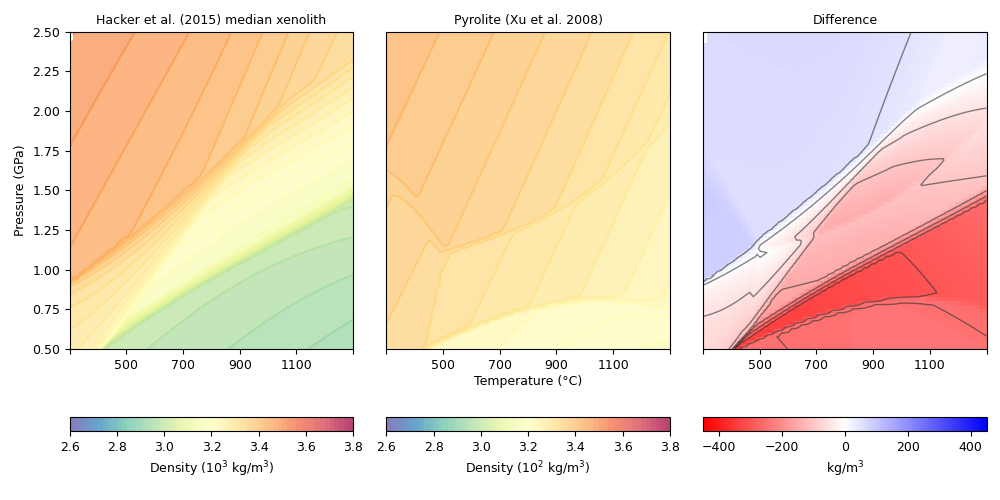 Hacker et al. (2015) median xenolith
Pyrolite (Xu et al. 2008)
Difference
Pressure (GPa)
2.50
2.25
2.00
1.75
1.50
1.25
1.00
0.75
0.50
500 700 900 1100
500 700 900 1100
500 700 900 1100
Temperature (°C)
2.6 2.8 3.0 3.2 3.4 3.6 3.8
Density (10³ kg/m³)
2.6 2.8 3.0 3.2 3.4 3.6 3.8
Density (10² kg/m³)
−400 −200 0 200 400
kg/m³